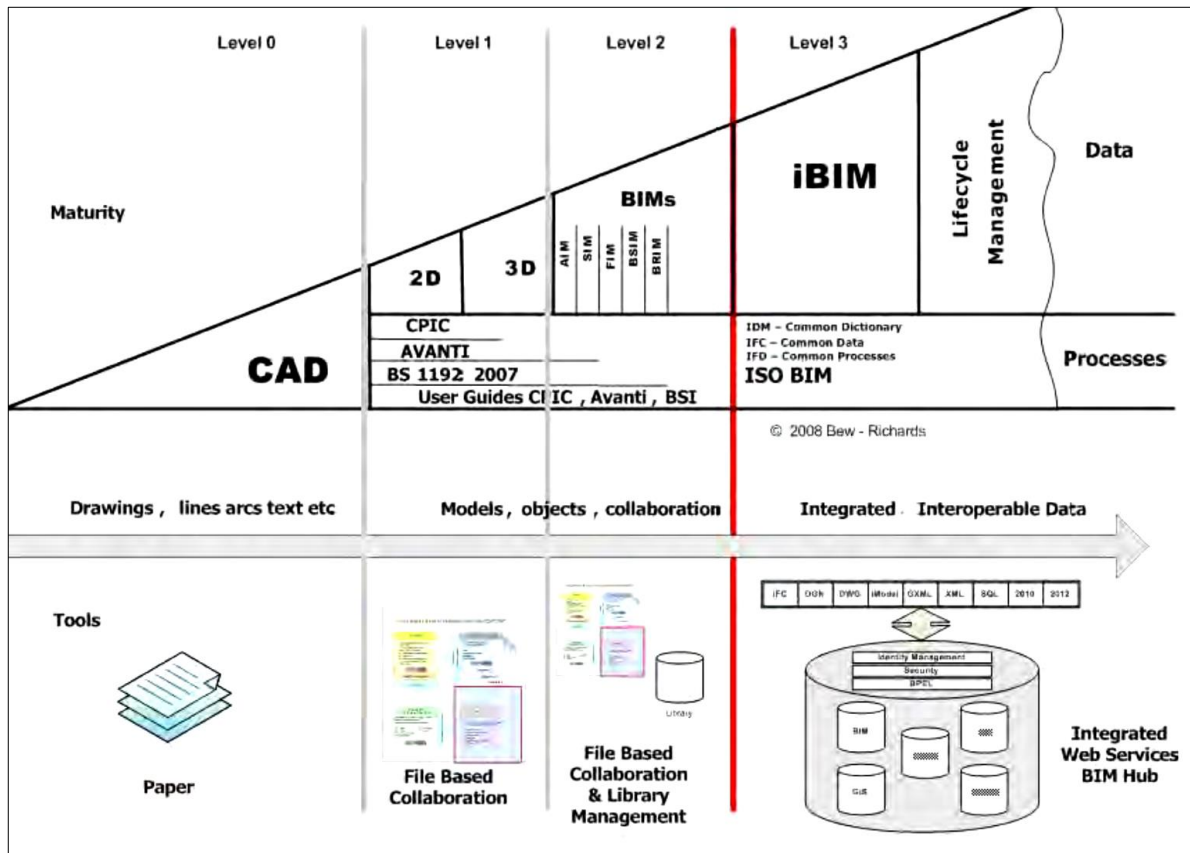 Level 0
Level 1
Level 2
Level 3
Maturity
CAD
2D
3D
BIMs
AIM
SIM
FIM
BSIM
BRIM
iBIM
Lifecycle
Management
Data
CPIC
AVANTI
BS 1192: 2007
User Guides CPIC , Avanti , BSI
IDM – Common Dictionary
IFC – Common Data
IFD – Common Processes
ISO BIM
Processes
© 2008 Bew - Richards
Drawings , lines arcs text etc
Models , objects , collaboration
Integrated Interoperable Data
Tools
Paper
File Based
Collaboration
Library
File Based
Collaboration
& Library
Management
IFC DGN DWG iModel GXML XML SQL 2010 2012
Identity Management
Security
BPEL
BIM
Integrated
Web Services
BIM Hub